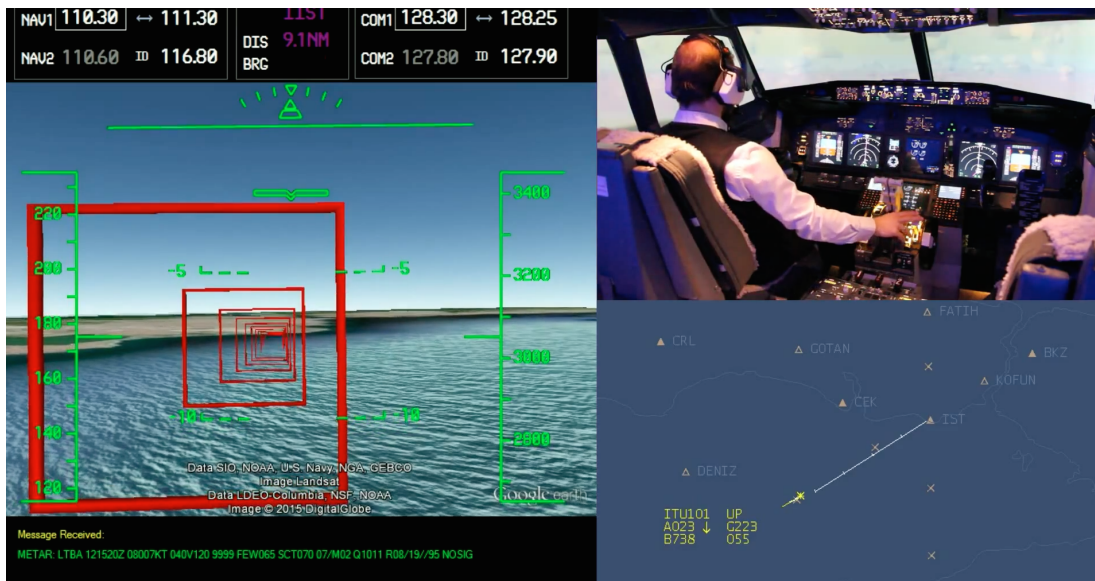 NAV1 110.30 ↔ 111.30
NAV2 110.60 ID 116.80
IIST
DIS 9.1NM
BRG
COM1 128.30 ↔ 128.25
COM2 127.80 ID 127.90
220
200
180
160
140
120
-5 -5
-10 -10
3400
3200
3000
2800
Data SIO, NOAA, U.S. Navy, NGA, GEBCO
Image Landsat
Data LDEO-Columbia, NSF, NOAA
Image © 2015 DigitalGlobe
Google earth
Message Received:
METAR: LTBA 121520Z 08007KT 040V120 9999 FEW065 SCT070 07/M02 Q1011 R08/19//95 NOSIG
FATIH
CRL
GOTAN
BKZ
KOFUN
CEK
IST
DENIZ
ITU101 UP
A023 ↓ G223
B738 055